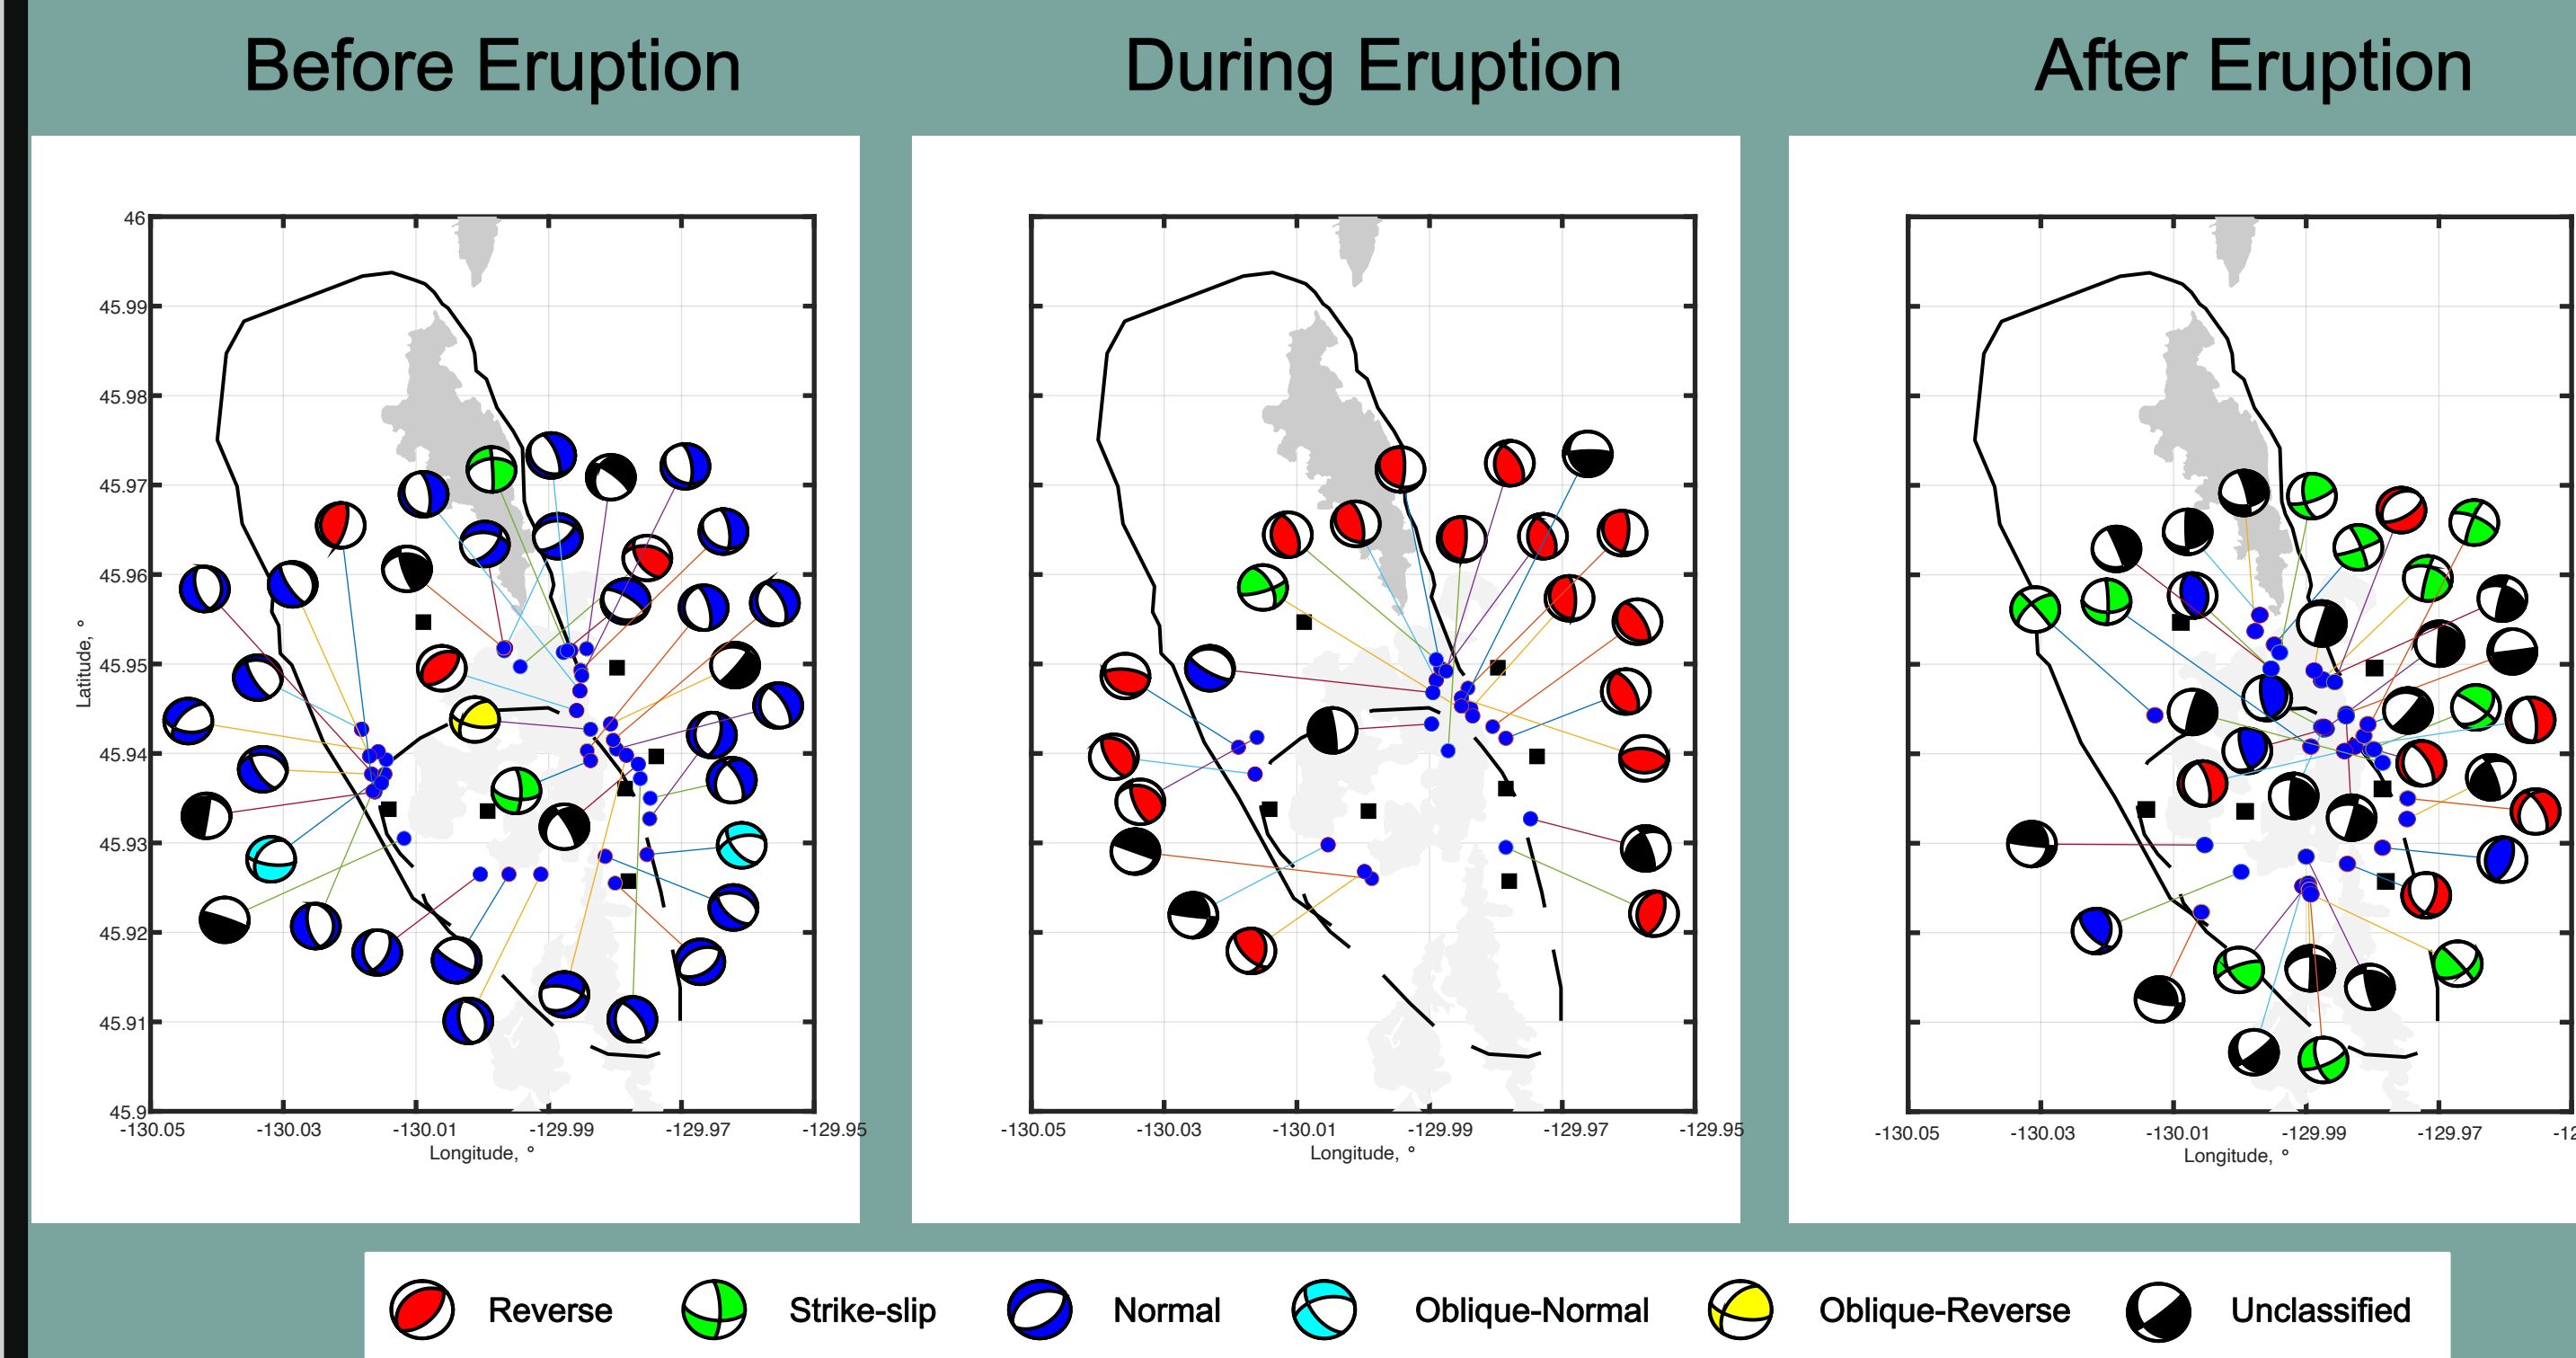 Before Eruption
During Eruption
After Eruption
46
45.99
45.98
45.97
45.96
45.95
45.94
45.93
45.92
45.91
45.9
Latitude, °
-130.05
-130.03
-130.01
-129.99
-129.97
-129.95
Longitude, °
-130.05
-130.03
-130.01
-129.99
-129.97
-129.95
Longitude, °
-130.05
-130.03
-130.01
-129.99
-129.97
-12
Longitude, °
Reverse
Strike-slip
Normal
Oblique-Normal
Oblique-Reverse
Unclassified